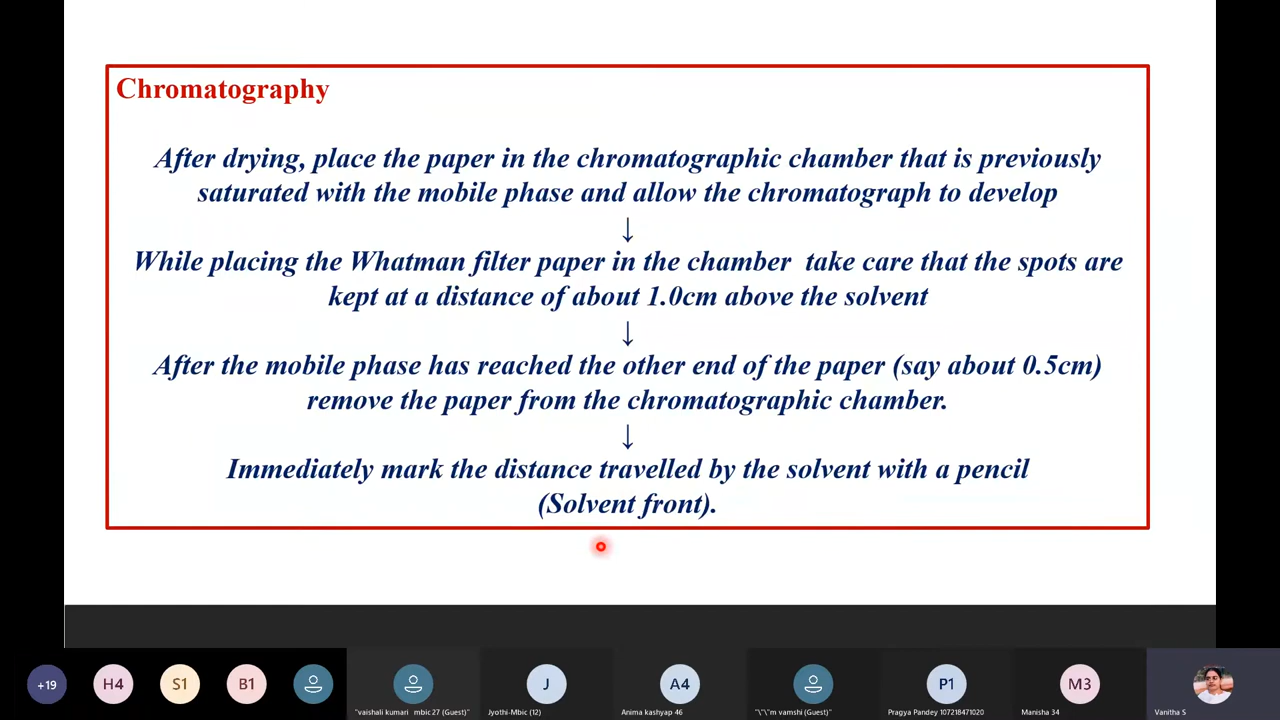 Chromatography
After drying, place the paper in the chromatographic chamber that is previously
saturated with the mobile phase and allow the chromatograph to develop
↓
While placing the Whatman filter paper in the chamber  take care that the spots are
kept at a distance of about 1.0cm above the solvent
↓
After the mobile phase has reached the other end of the paper (say about 0.5cm)
remove the paper from the chromatographic chamber.
↓
Immediately mark the distance travelled by the solvent with a pencil
(Solvent front).
+19 H4 S1 B1 J A4 P1 M3
"vaishali kumari mbic 27 (Guest)" Jyothi-Mbic (12) Anima kashyap 46 "\"\"m vamshi (Guest)" Pragya Pandey 107218471020 Manisha 34 Vanitha S